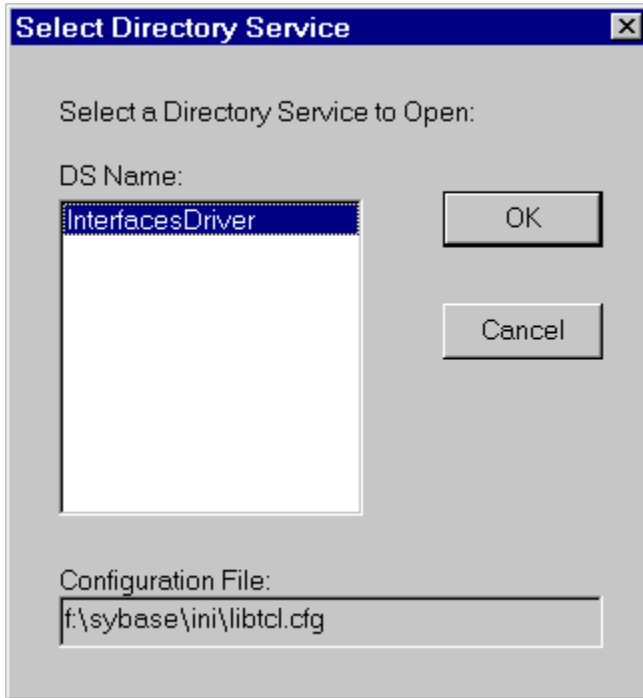 Select Directory Service
Select a Directory Service to Open:
DS Name:
InterfacesDriver
OK
Cancel
Configuration File:
f:\sybase\ini\libtcl.cfg